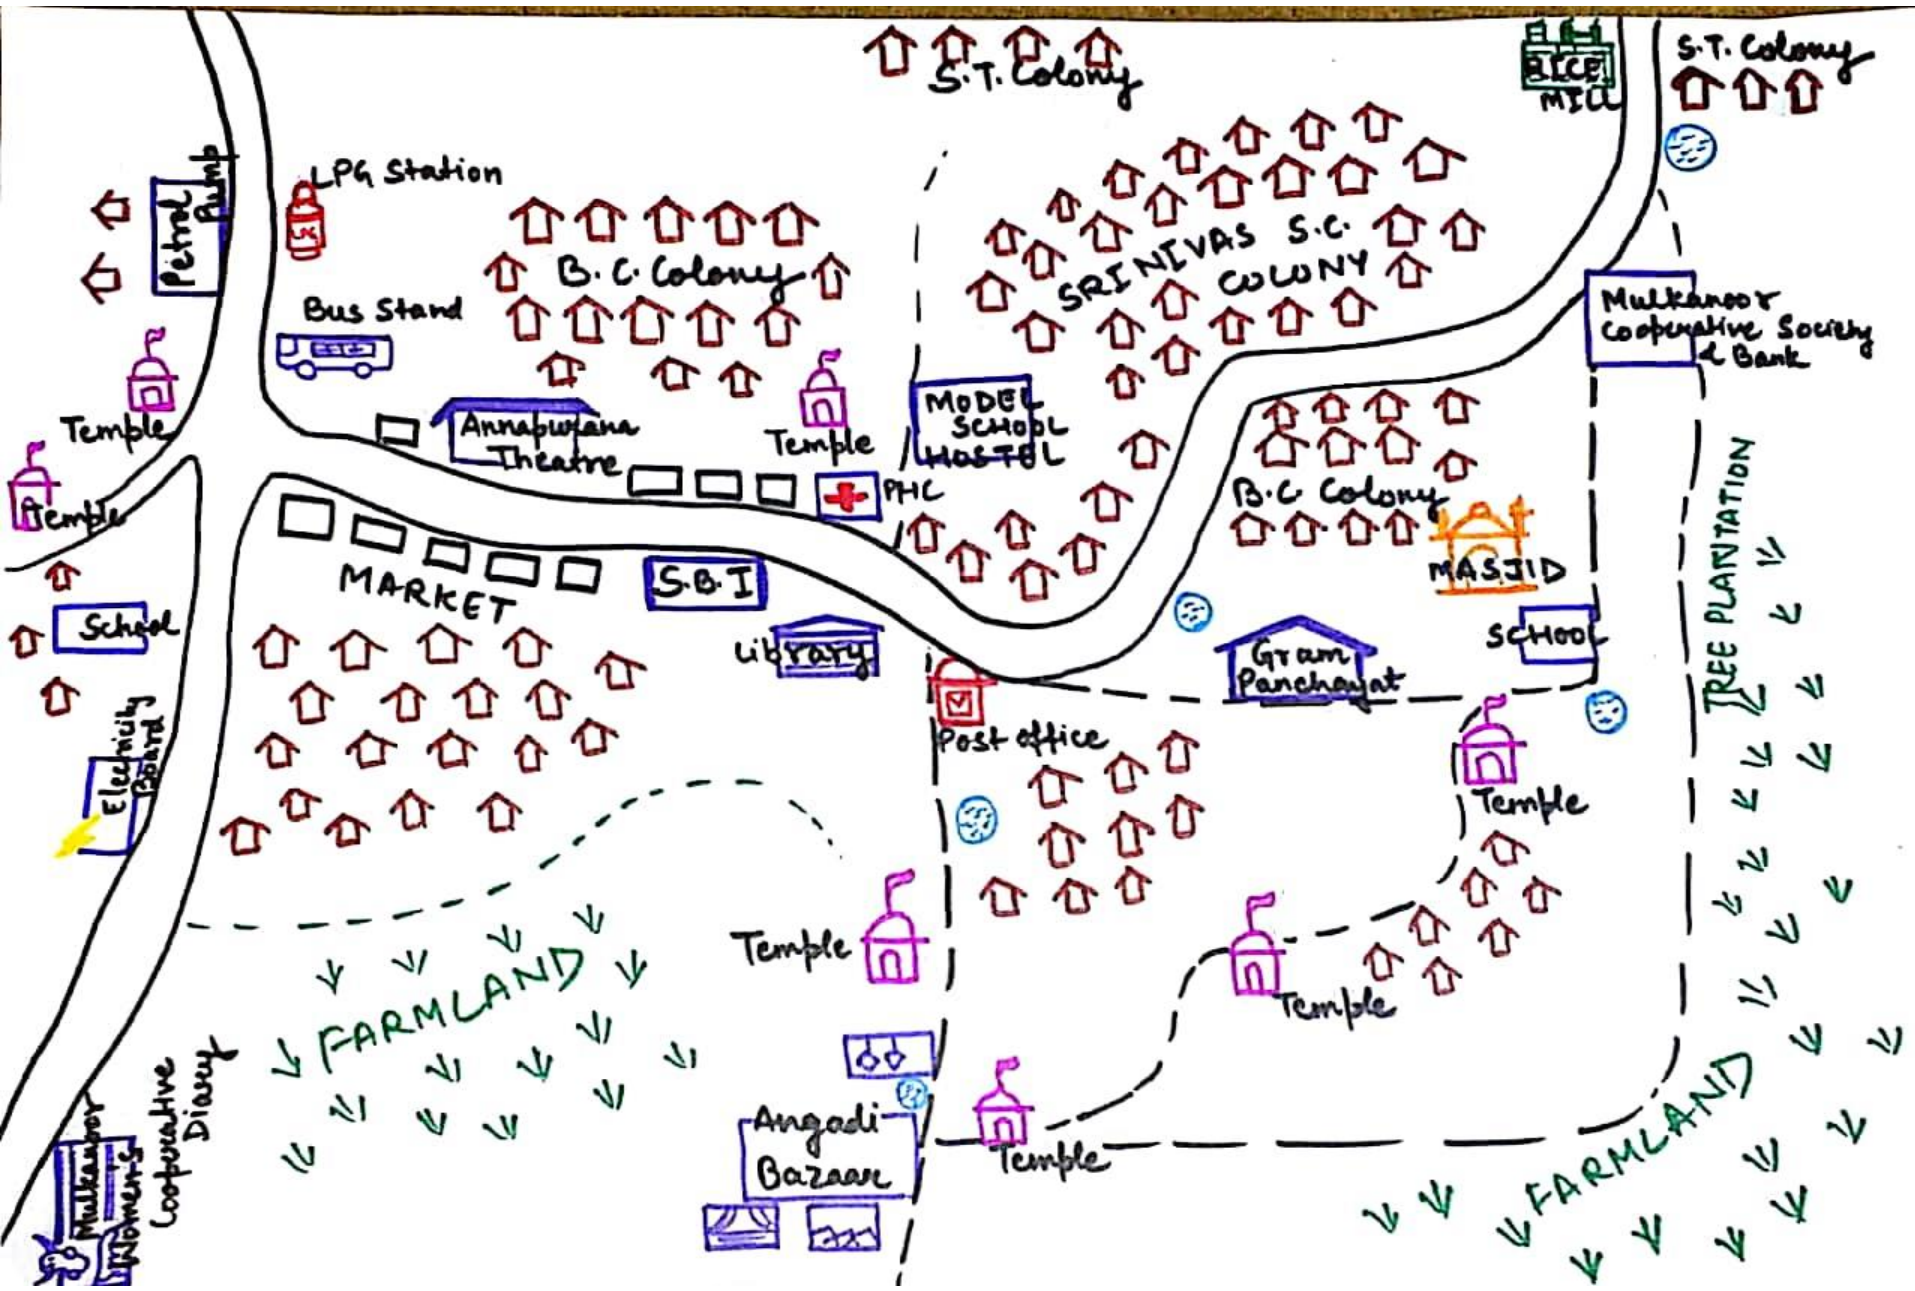 S.T. Colony
RICE
MILL
S.T. Colony
Petrol
Pump
LPG Station
B.C. Colony
SRINIVAS S.C.
COLONY
Bus Stand
Mulkanoor
Cooperative Society
& Bank
Temple
Annapurana
Theatre
Temple
MODEL
SCHOOL
HOSTEL
PHC
B.C. Colony
TREE PLANTATION
Temple
MARKET
S.B.I
MASJID
School
Library
Gram
Panchayat
SCHOOL
Electricity
Board
Post office
Temple
Temple
FARMLAND
Temple
Mulkanoor
Women's
Cooperative
Diary
Angadi
Bazaar
Temple
FARMLAND